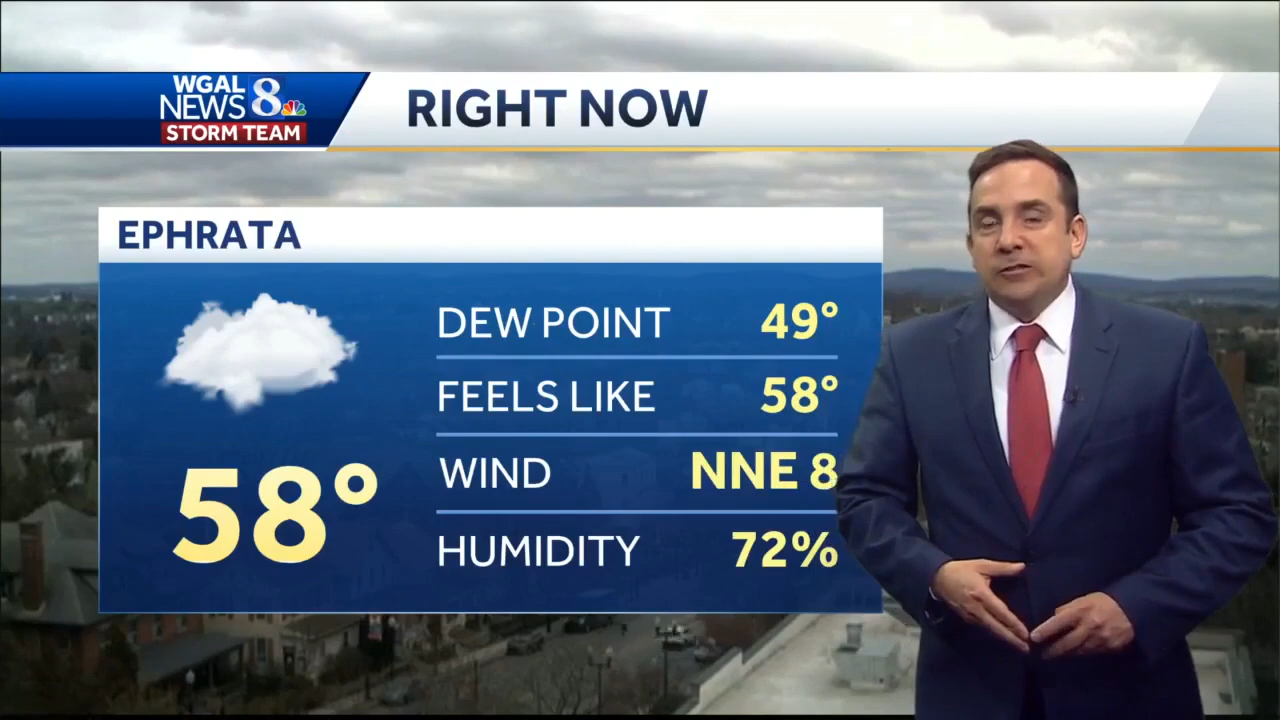 WGAL
NEWS 8
STORM TEAM
RIGHT NOW
EPHRATA
58°
DEW POINT 49°
FEELS LIKE 58°
WIND NNE 8
HUMIDITY 72%